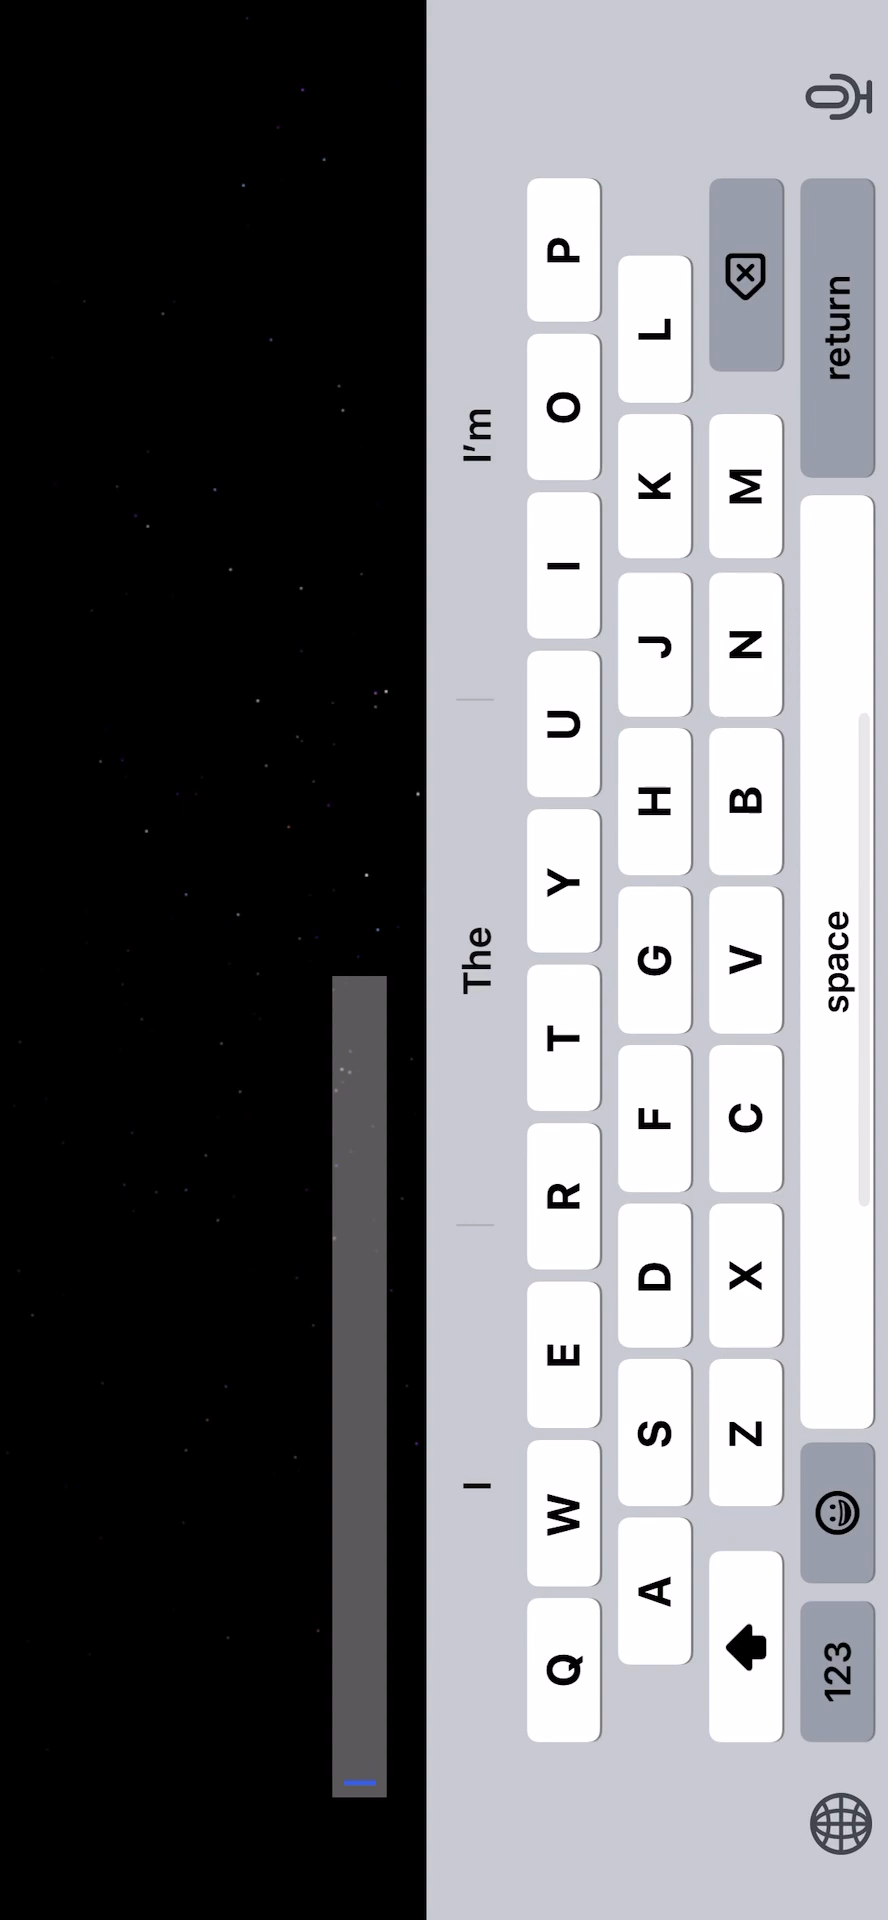 I The I'm
Q W E R T Y U I O P
A S D F G H J K L
Z X C V B N M
123 space return